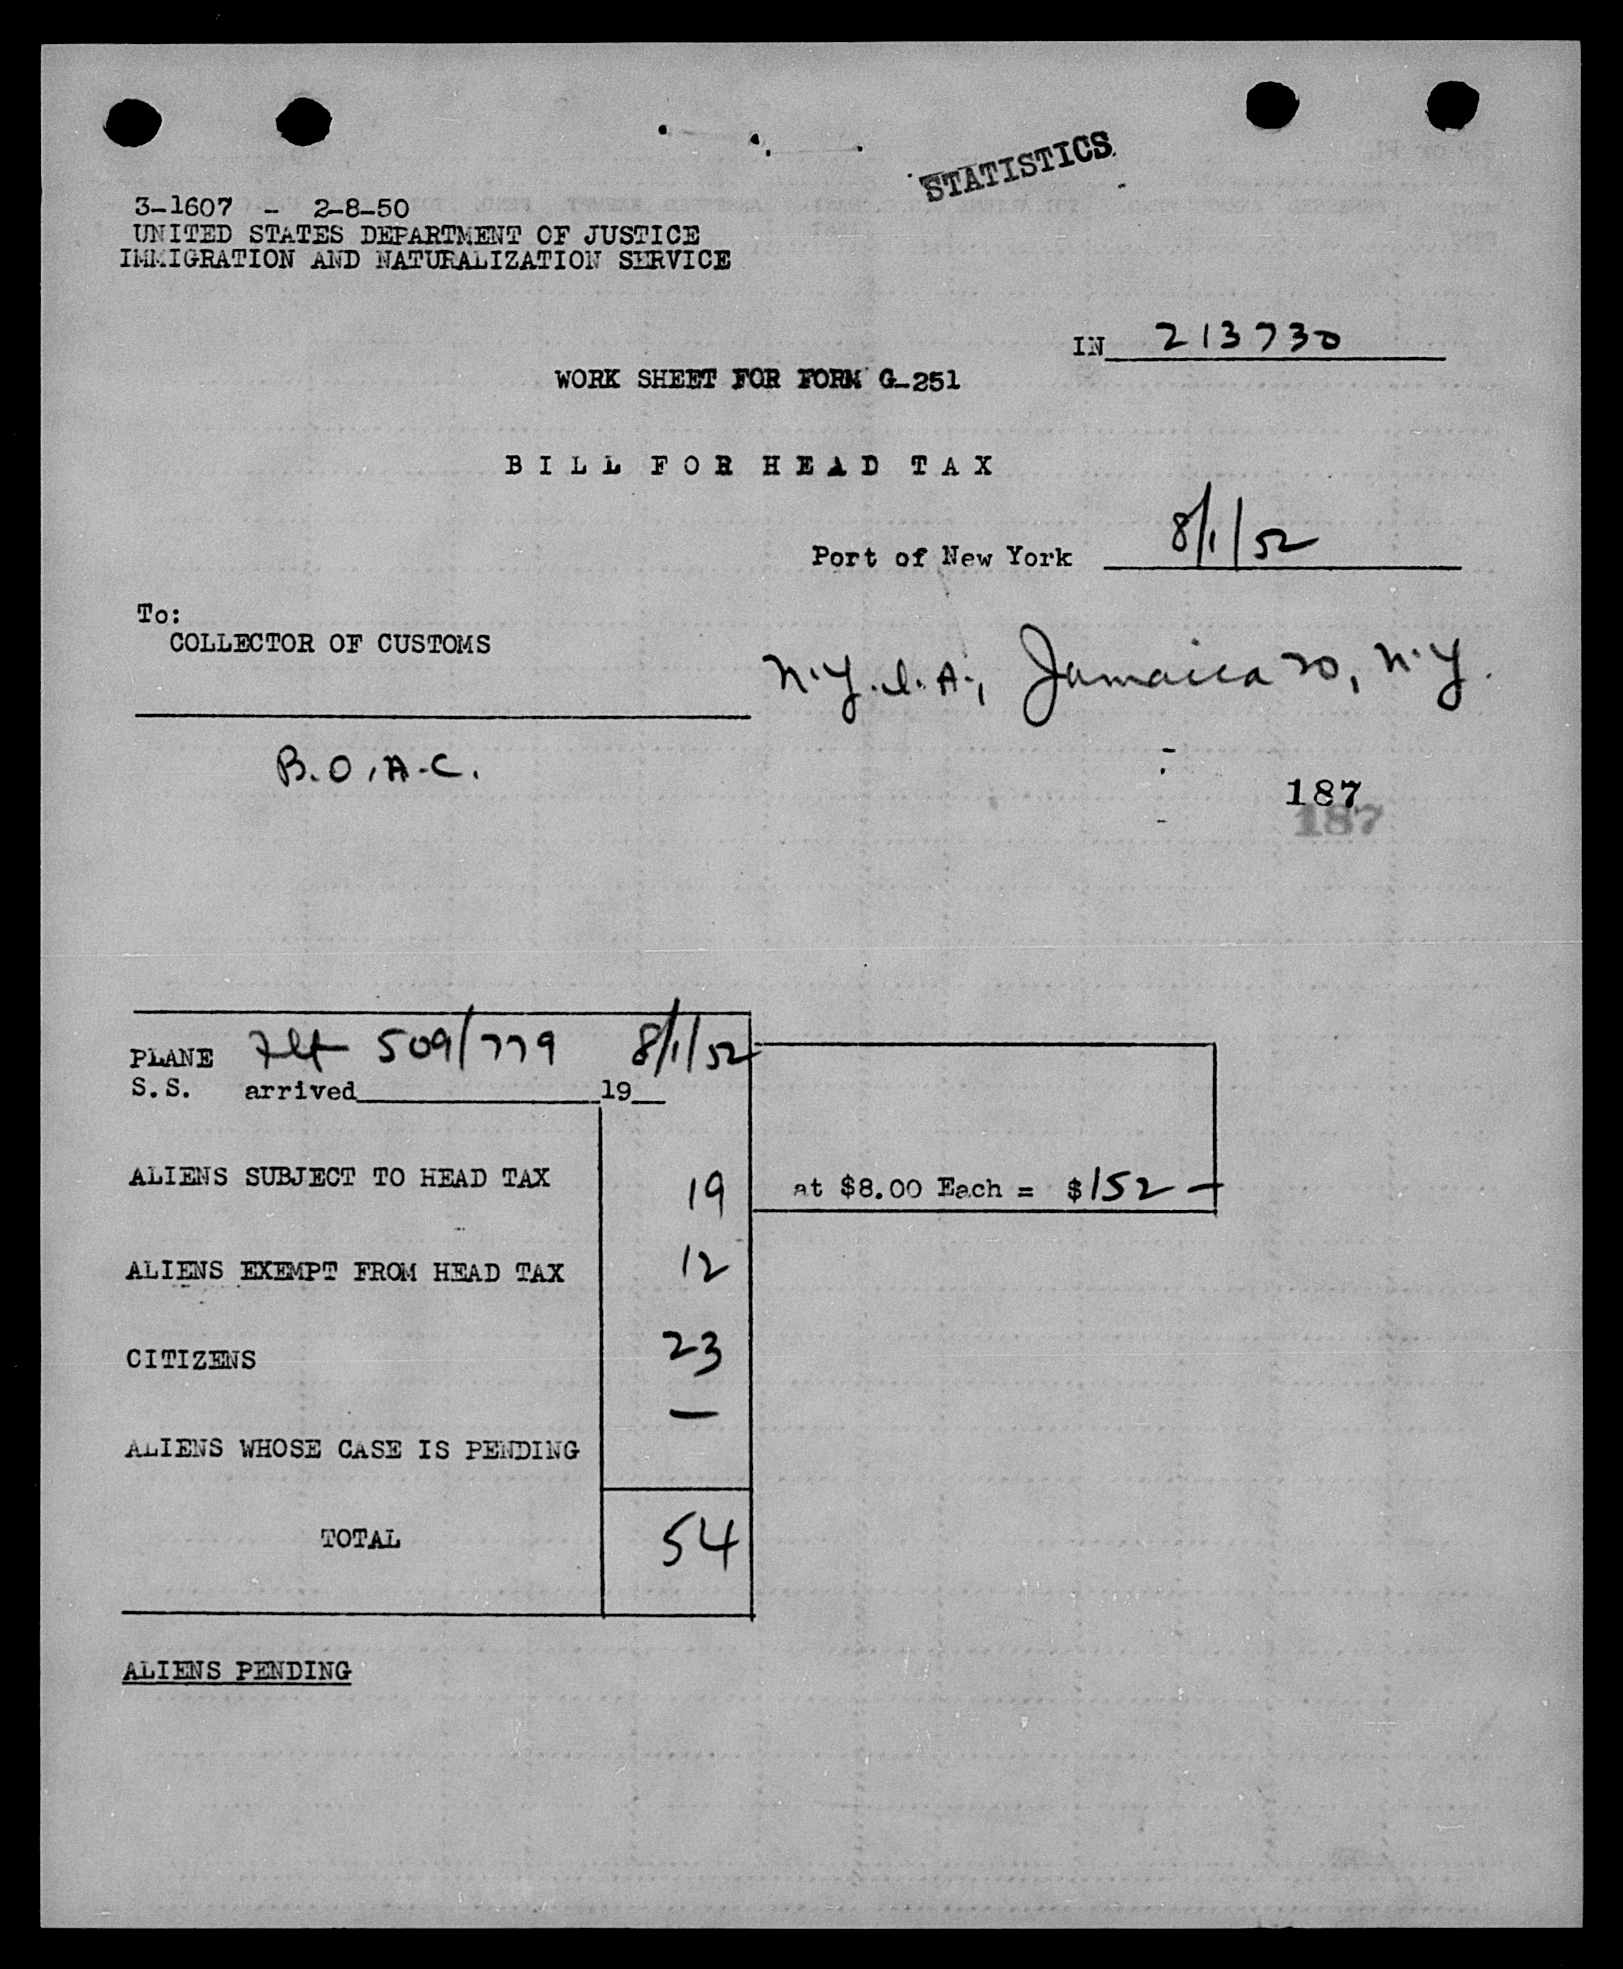 STATISTICS.
3-1607 - 2-8-50
UNITED STATES DEPARTMENT OF JUSTICE
IMMIGRATION AND NATURALIZATION SERVICE
IN 213730
WORK SHEET FOR FORM G-251
BILL FOR HEAD TAX
Port of New York 8/1/52
To:
COLLECTOR OF CUSTOMS
N.Y.I.A., Jamaica 30, N.Y.
B.O.A.C.
187
187
PLANE Flt 509/779 8/1/52
S.S. arrived 19
ALIENS SUBJECT TO HEAD TAX 19 at $8.00 Each = $152 –
ALIENS EXEMPT FROM HEAD TAX 12
CITIZENS 23
ALIENS WHOSE CASE IS PENDING –
TOTAL 54
ALIENS PENDING